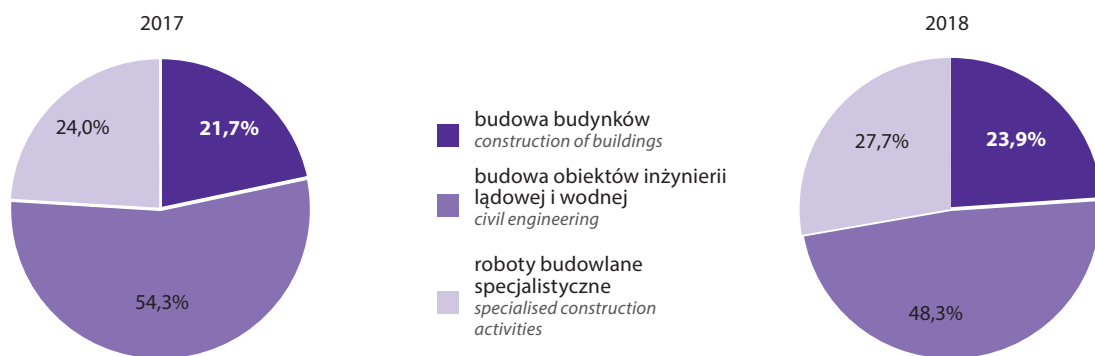 2017
24,0%
21,7%
54,3%
budowa budynków
construction of buildings
budowa obiektów inżynierii
lądowej i wodnej
civil engineering
roboty budowlane
specjalistyczne
specialised construction
activities
2018
27,7%
23,9%
48,3%